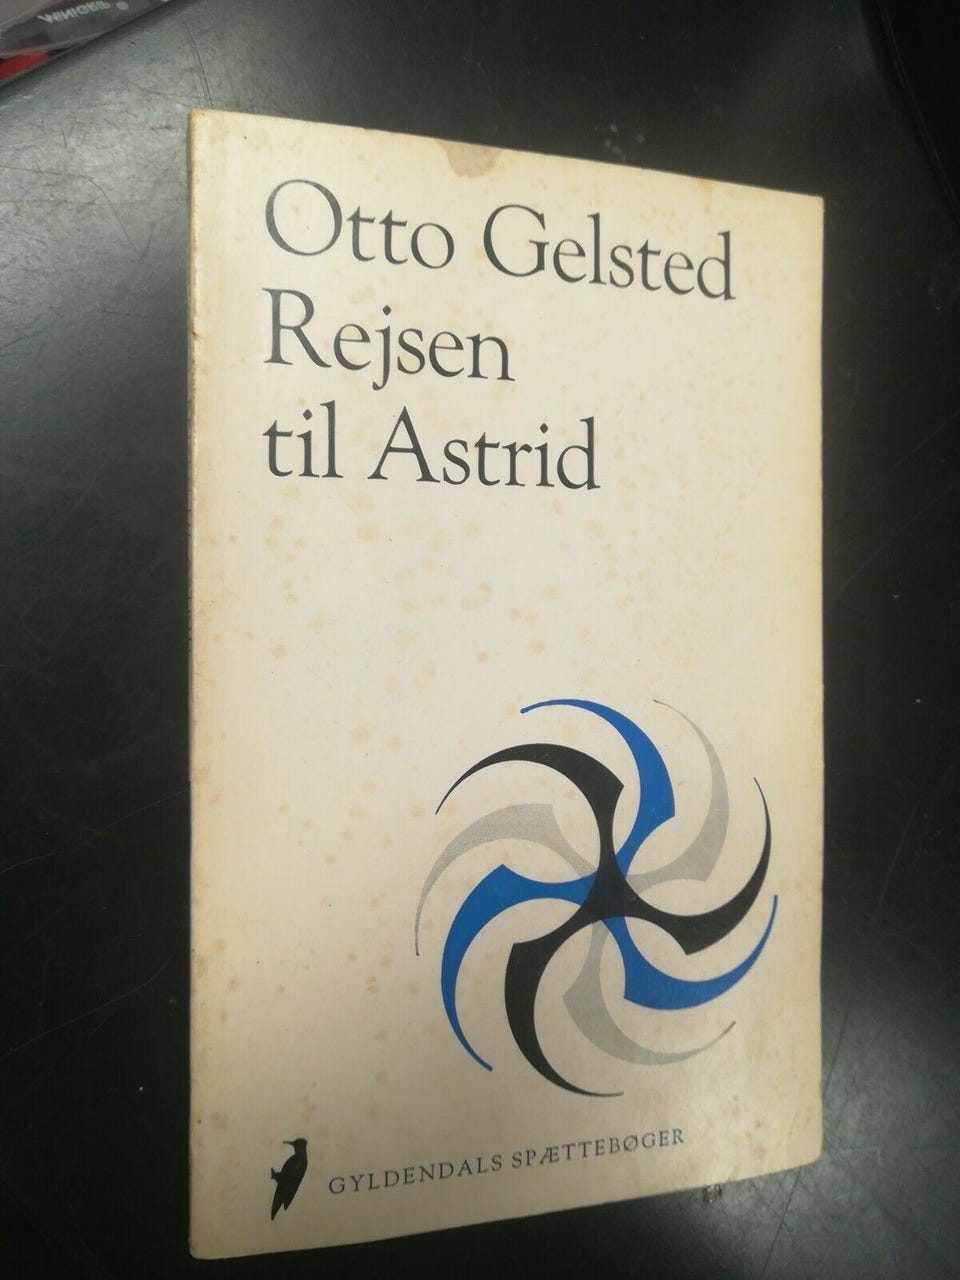 Otto Gelsted
Rejsen
til Astrid
GYLDENDALS SPÆTTEBØGER